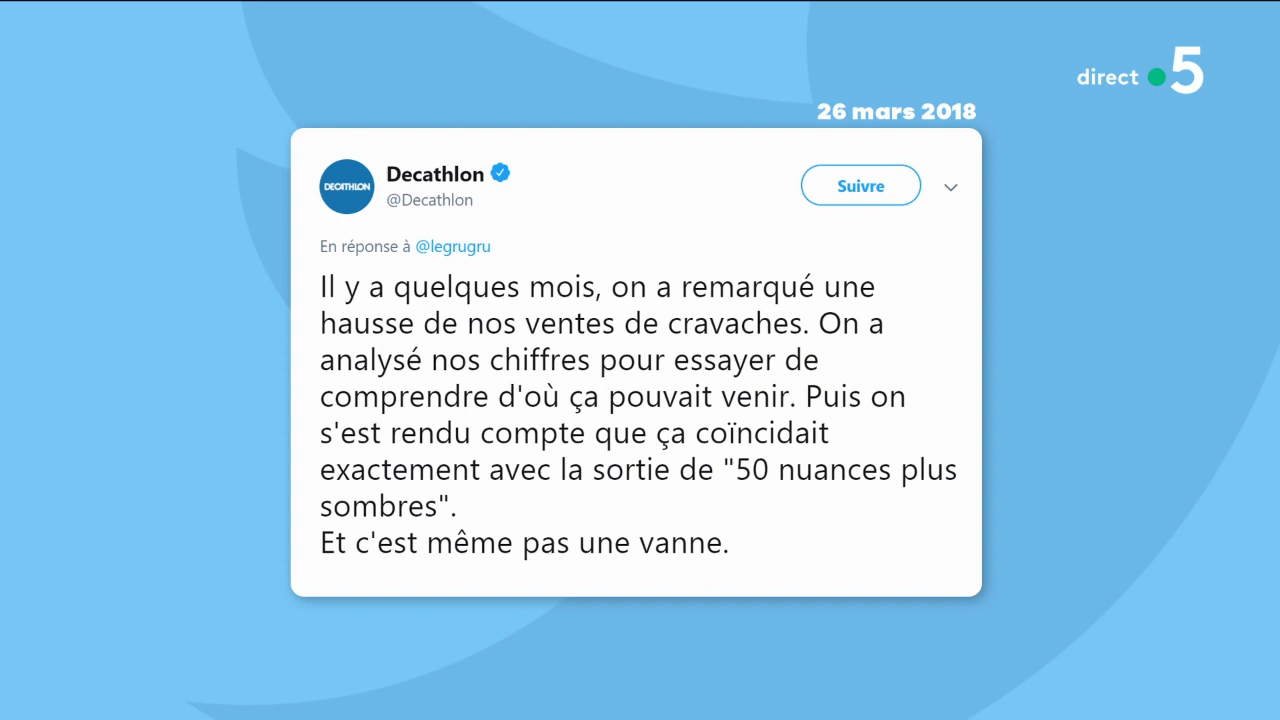 direct 5
26 mars 2018
DECATHLON
Decathlon
@Decathlon
Suivre
En réponse à @legrugru
Il y a quelques mois, on a remarqué une
hausse de nos ventes de cravaches. On a
analysé nos chiffres pour essayer de
comprendre d'où ça pouvait venir. Puis on
s'est rendu compte que ça coïncidait
exactement avec la sortie de "50 nuances plus
sombres".
Et c'est même pas une vanne.